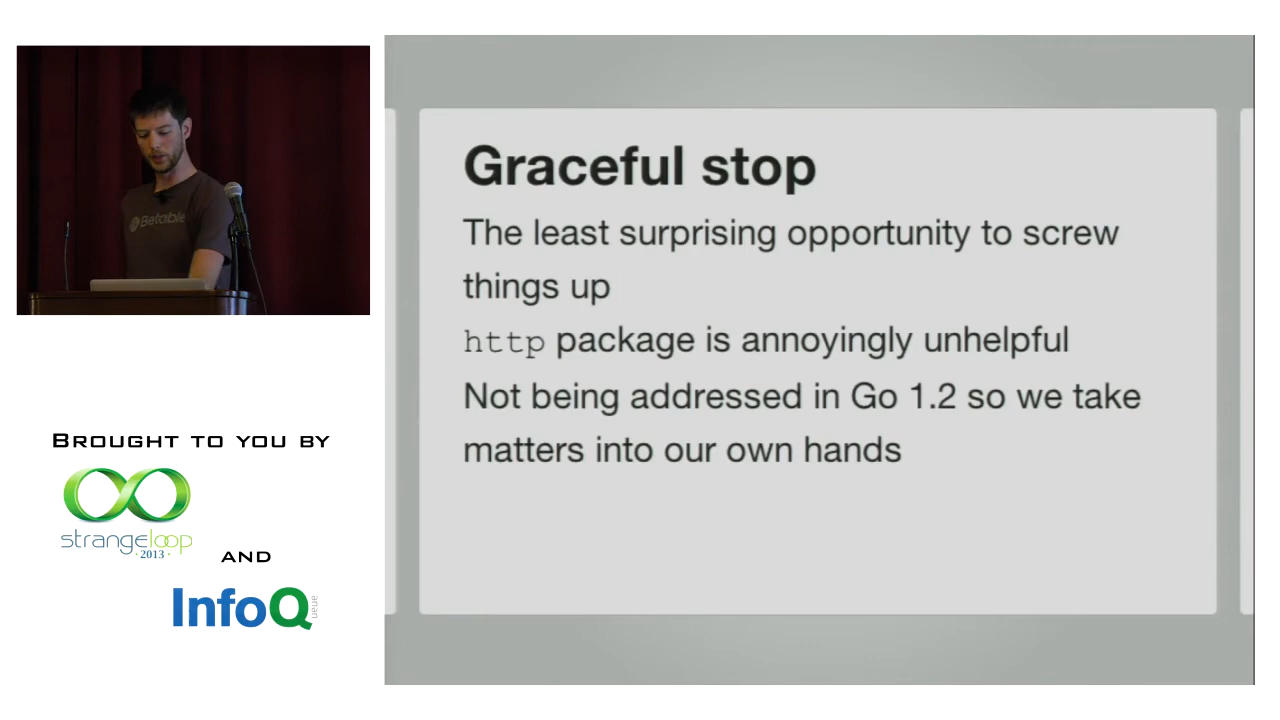 Betable
Graceful stop
The least surprising opportunity to screw
things up
http package is annoyingly unhelpful
Not being addressed in Go 1.2 so we take
matters into our own hands
BROUGHT TO YOU BY
strangeloop
·2013·
AND
InfoQ